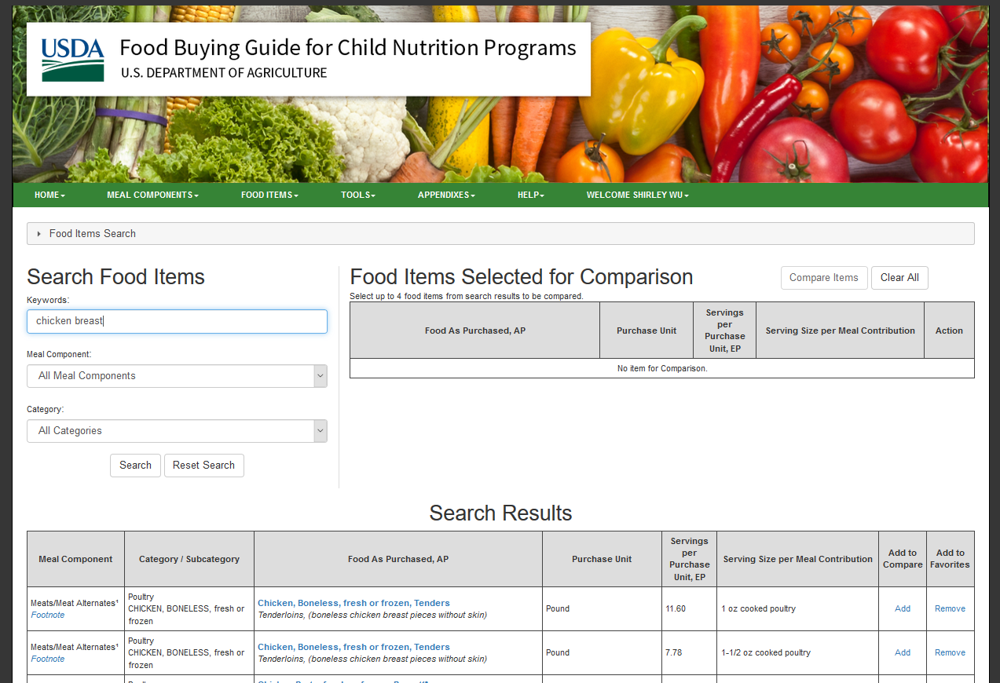 USDA
Food Buying Guide for Child Nutrition Programs
U.S. DEPARTMENT OF AGRICULTURE
HOME MEAL COMPONENTS FOOD ITEMS TOOLS APPENDIXES HELP WELCOME SHIRLEY WU
Food Items Search
Search Food Items
Keywords:
chicken breast
Meal Component:
All Meal Components
Category:
All Categories
Search Reset Search
Food Items Selected for Comparison
Compare Items Clear All
Select up to 4 food items from search results to be compared.
Food As Purchased, AP
Purchase Unit
Servings
per
Purchase
Unit, EP
Serving Size per Meal Contribution
Action
No item for Comparison.
Search Results
Meal Component
Category / Subcategory
Food As Purchased, AP
Purchase Unit
Servings
per
Purchase
Unit, EP
Serving Size per Meal Contribution
Add to
Compare
Add to
Favorites
Meats/Meat Alternates¹
Footnote
Poultry
CHICKEN, BONELESS, fresh or
frozen
Chicken, Boneless, fresh or frozen, Tenders
Tenderloins, (boneless chicken breast pieces without skin)
Pound
11.60
1 oz cooked poultry
Add
Remove
Meats/Meat Alternates¹
Footnote
Poultry
CHICKEN, BONELESS, fresh or
frozen
Chicken, Boneless, fresh or frozen, Tenders
Tenderloins, (boneless chicken breast pieces without skin)
Pound
7.78
1-1/2 oz cooked poultry
Add
Remove